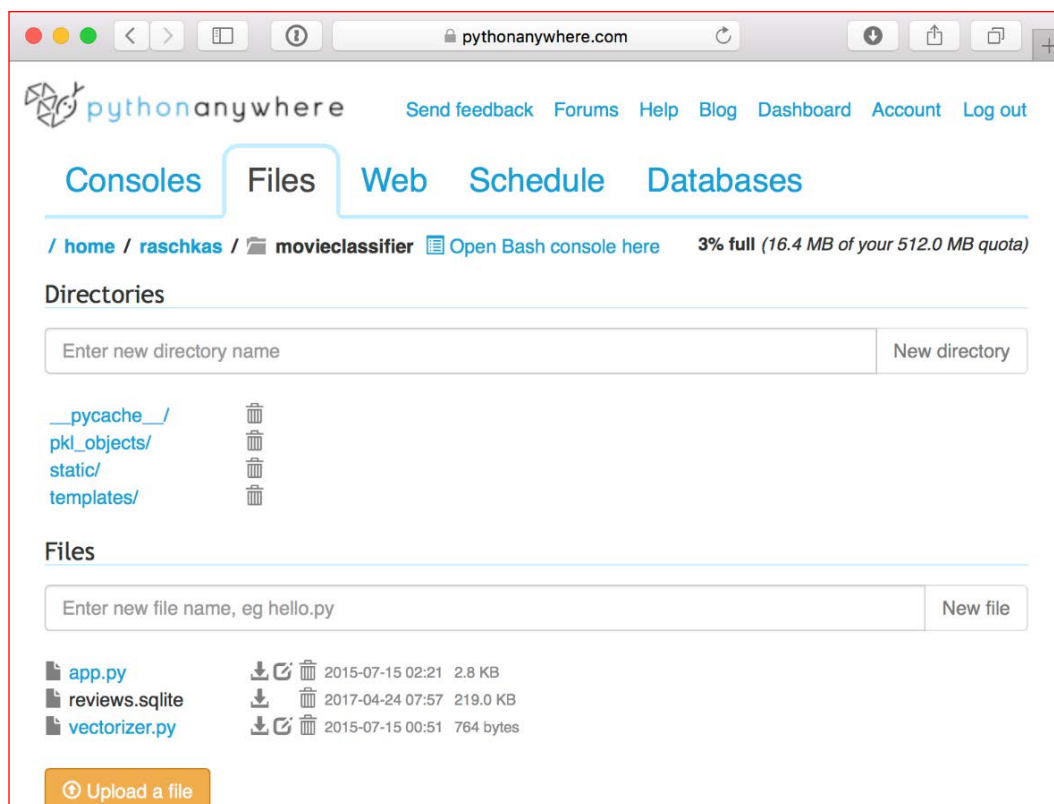 pythonanywhere.com
pythonanywhere
Send feedback Forums Help Blog Dashboard Account Log out
Consoles Files Web Schedule Databases
/ home / raschkas / movieclassifier Open Bash console here 3% full (16.4 MB of your 512.0 MB quota)
Directories
Enter new directory name New directory
__pycache__/
pkl_objects/
static/
templates/
Files
Enter new file name, eg hello.py New file
app.py 2015-07-15 02:21 2.8 KB
reviews.sqlite 2017-04-24 07:57 219.0 KB
vectorizer.py 2015-07-15 00:51 764 bytes
Upload a file